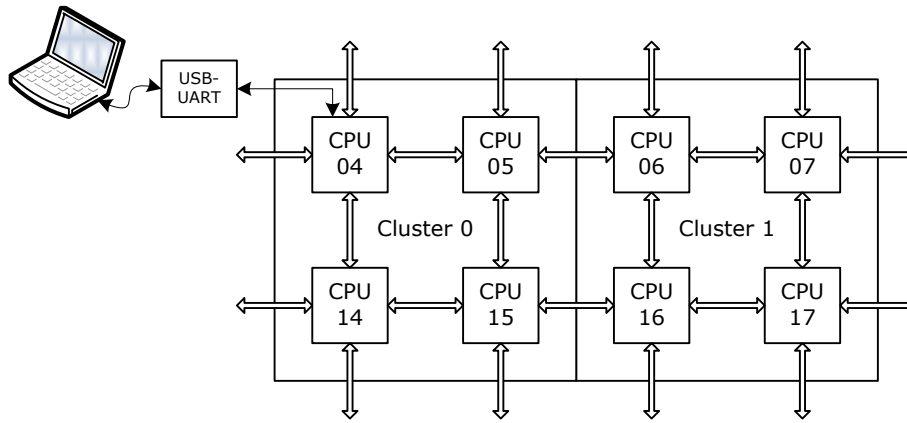 USB-
UART
CPU
04
CPU
05
CPU
06
CPU
07
Cluster 0
Cluster 1
CPU
14
CPU
15
CPU
16
CPU
17